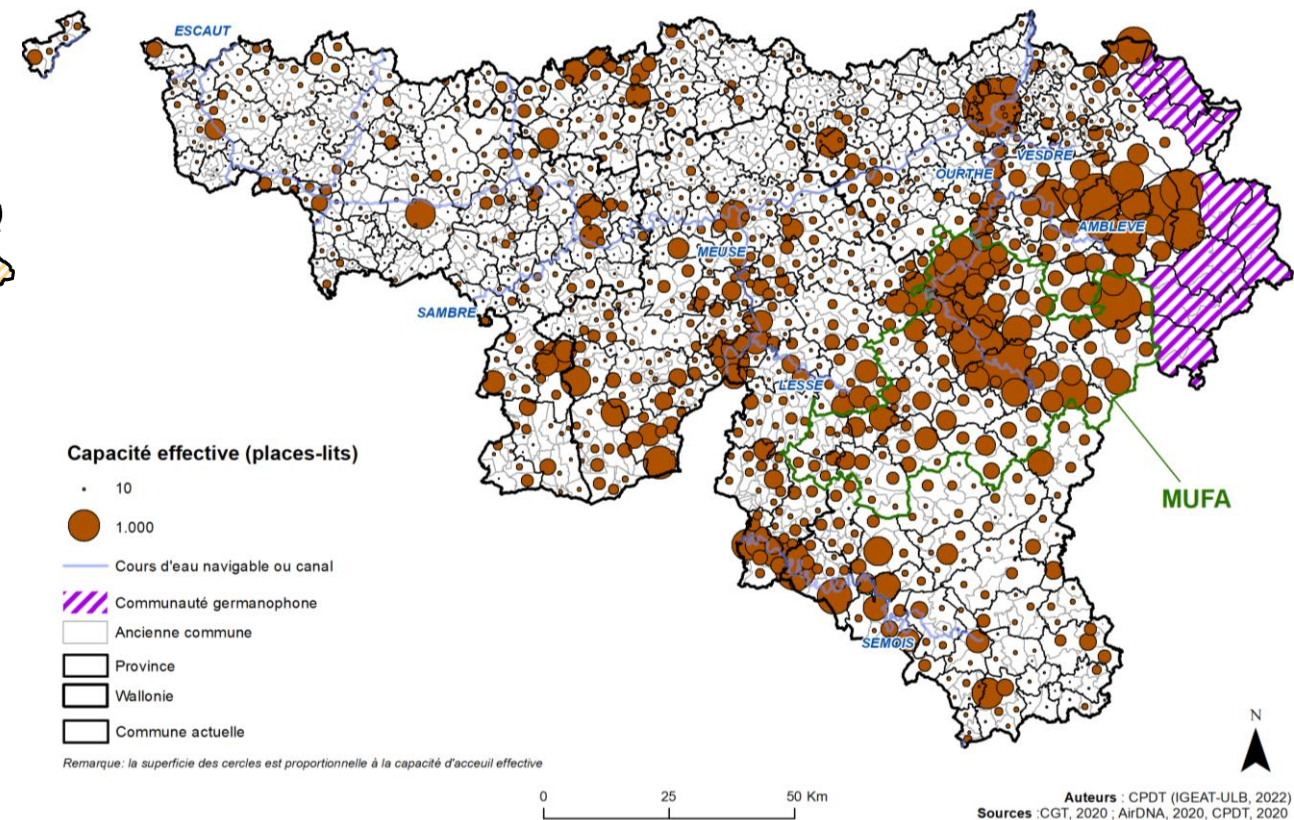 ESCAUT
VESDRE
OURTHE
AMBLEVE
MEUSE
SAMBRE
LESSE
MUFA
SEMOIS
Capacité effective (places-lits)
10
1.000
Cours d'eau navigable ou canal
Communauté germanophone
Ancienne commune
Province
Wallonie
Commune actuelle
Remarque: la superficie des cercles est proportionnelle à la capacité d'acceuil effective
0 25 50 Km
N
Auteurs : CPDT (IGEAT-ULB, 2022)
Sources :CGT, 2020 ; AirDNA, 2020, CPDT, 2020